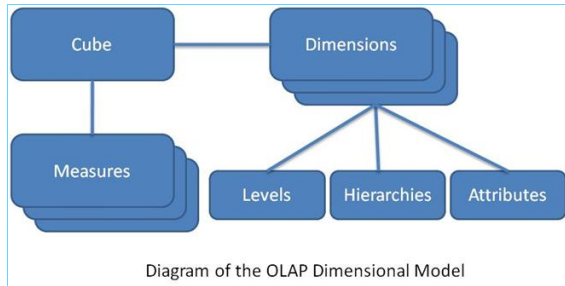 Cube
Dimensions
Measures
Levels
Hierarchies
Attributes
Diagram of the OLAP Dimensional Model